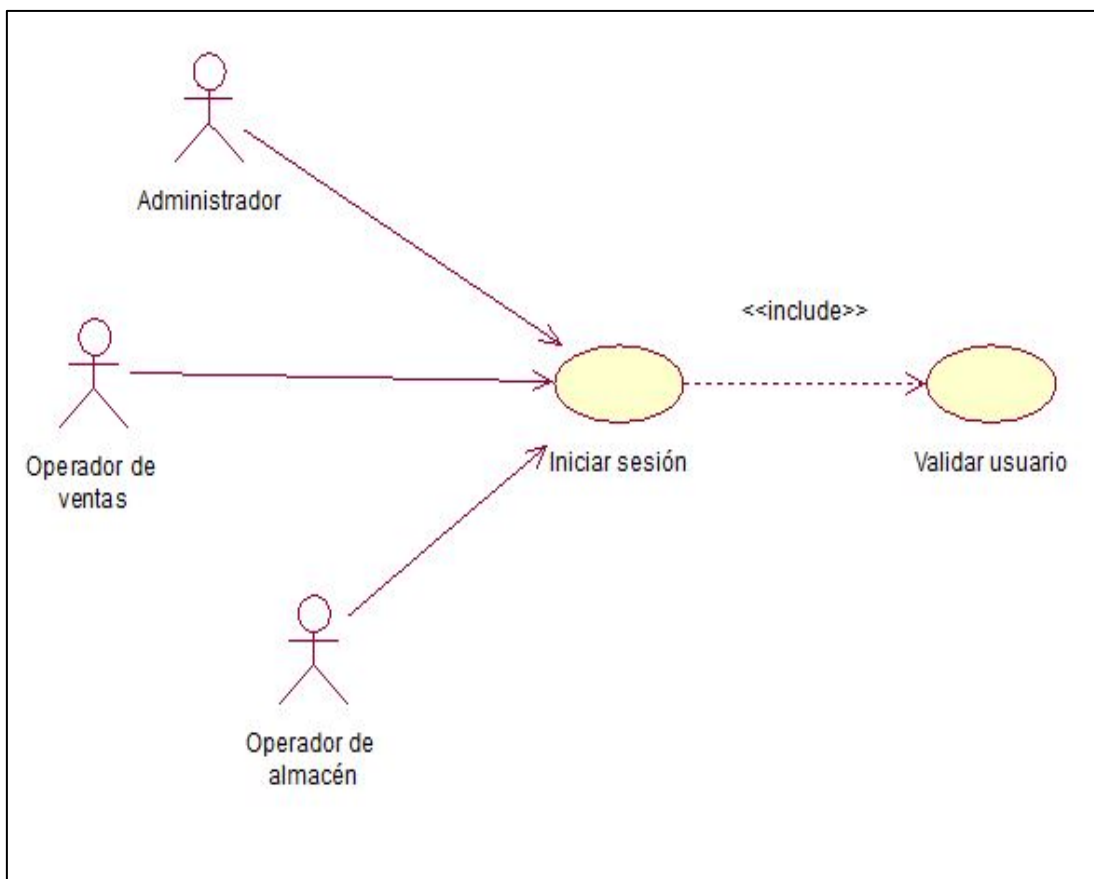 Administrador
<<include>>
Operador de
ventas
Iniciar sesión
Validar usuario
Operador de
almacén